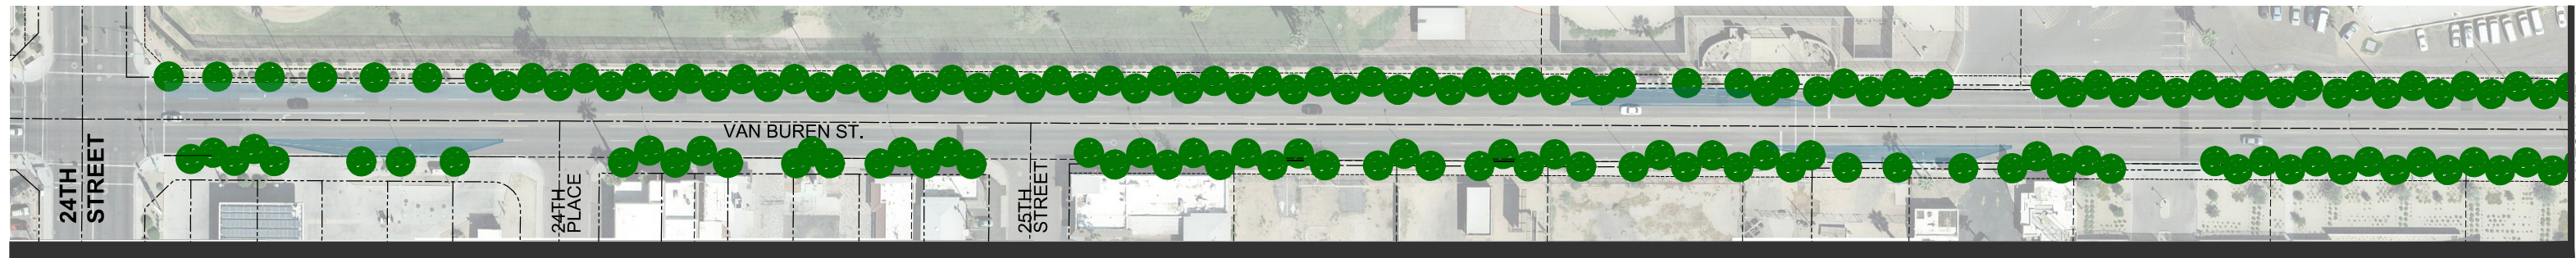 24TH
STREET
VAN BUREN ST.
24TH
PLACE
25TH
STREET